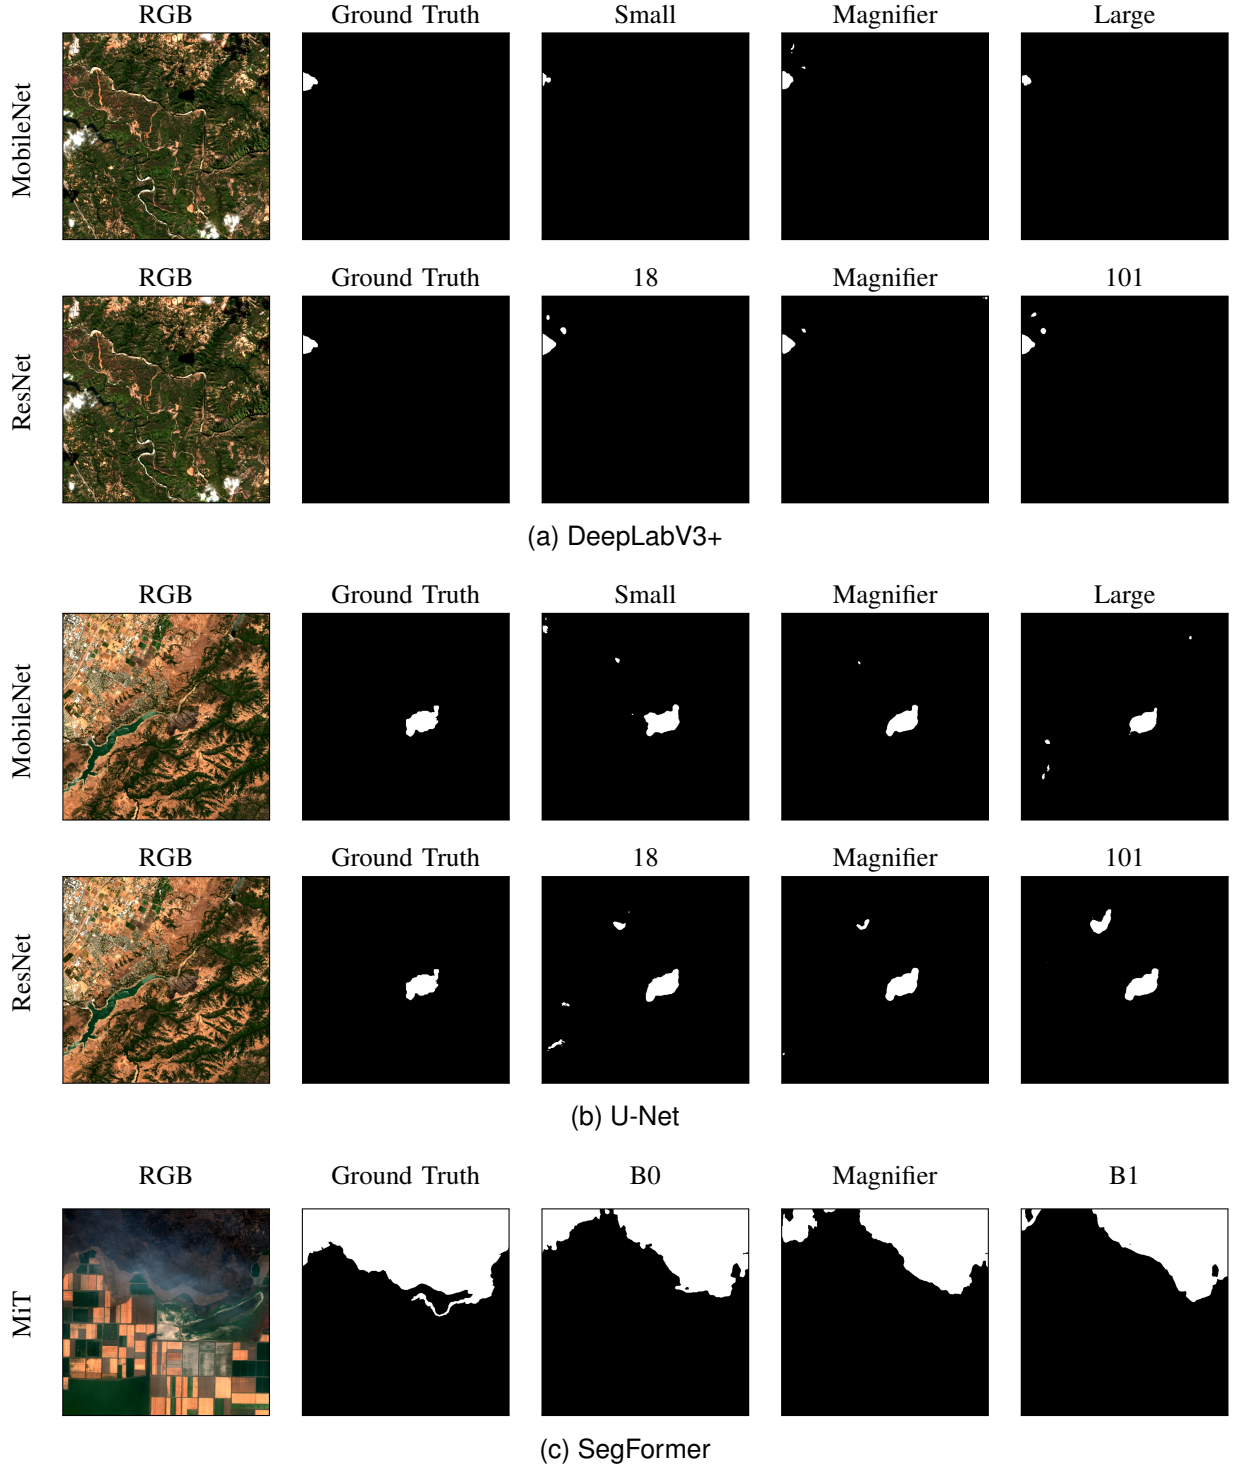 RGB Ground Truth Small Magnifier Large
MobileNet
RGB Ground Truth 18 Magnifier 101
ResNet
(a) DeepLabV3+
RGB Ground Truth Small Magnifier Large
MobileNet
RGB Ground Truth 18 Magnifier 101
ResNet
(b) U-Net
RGB Ground Truth B0 Magnifier B1
MiT
(c) SegFormer